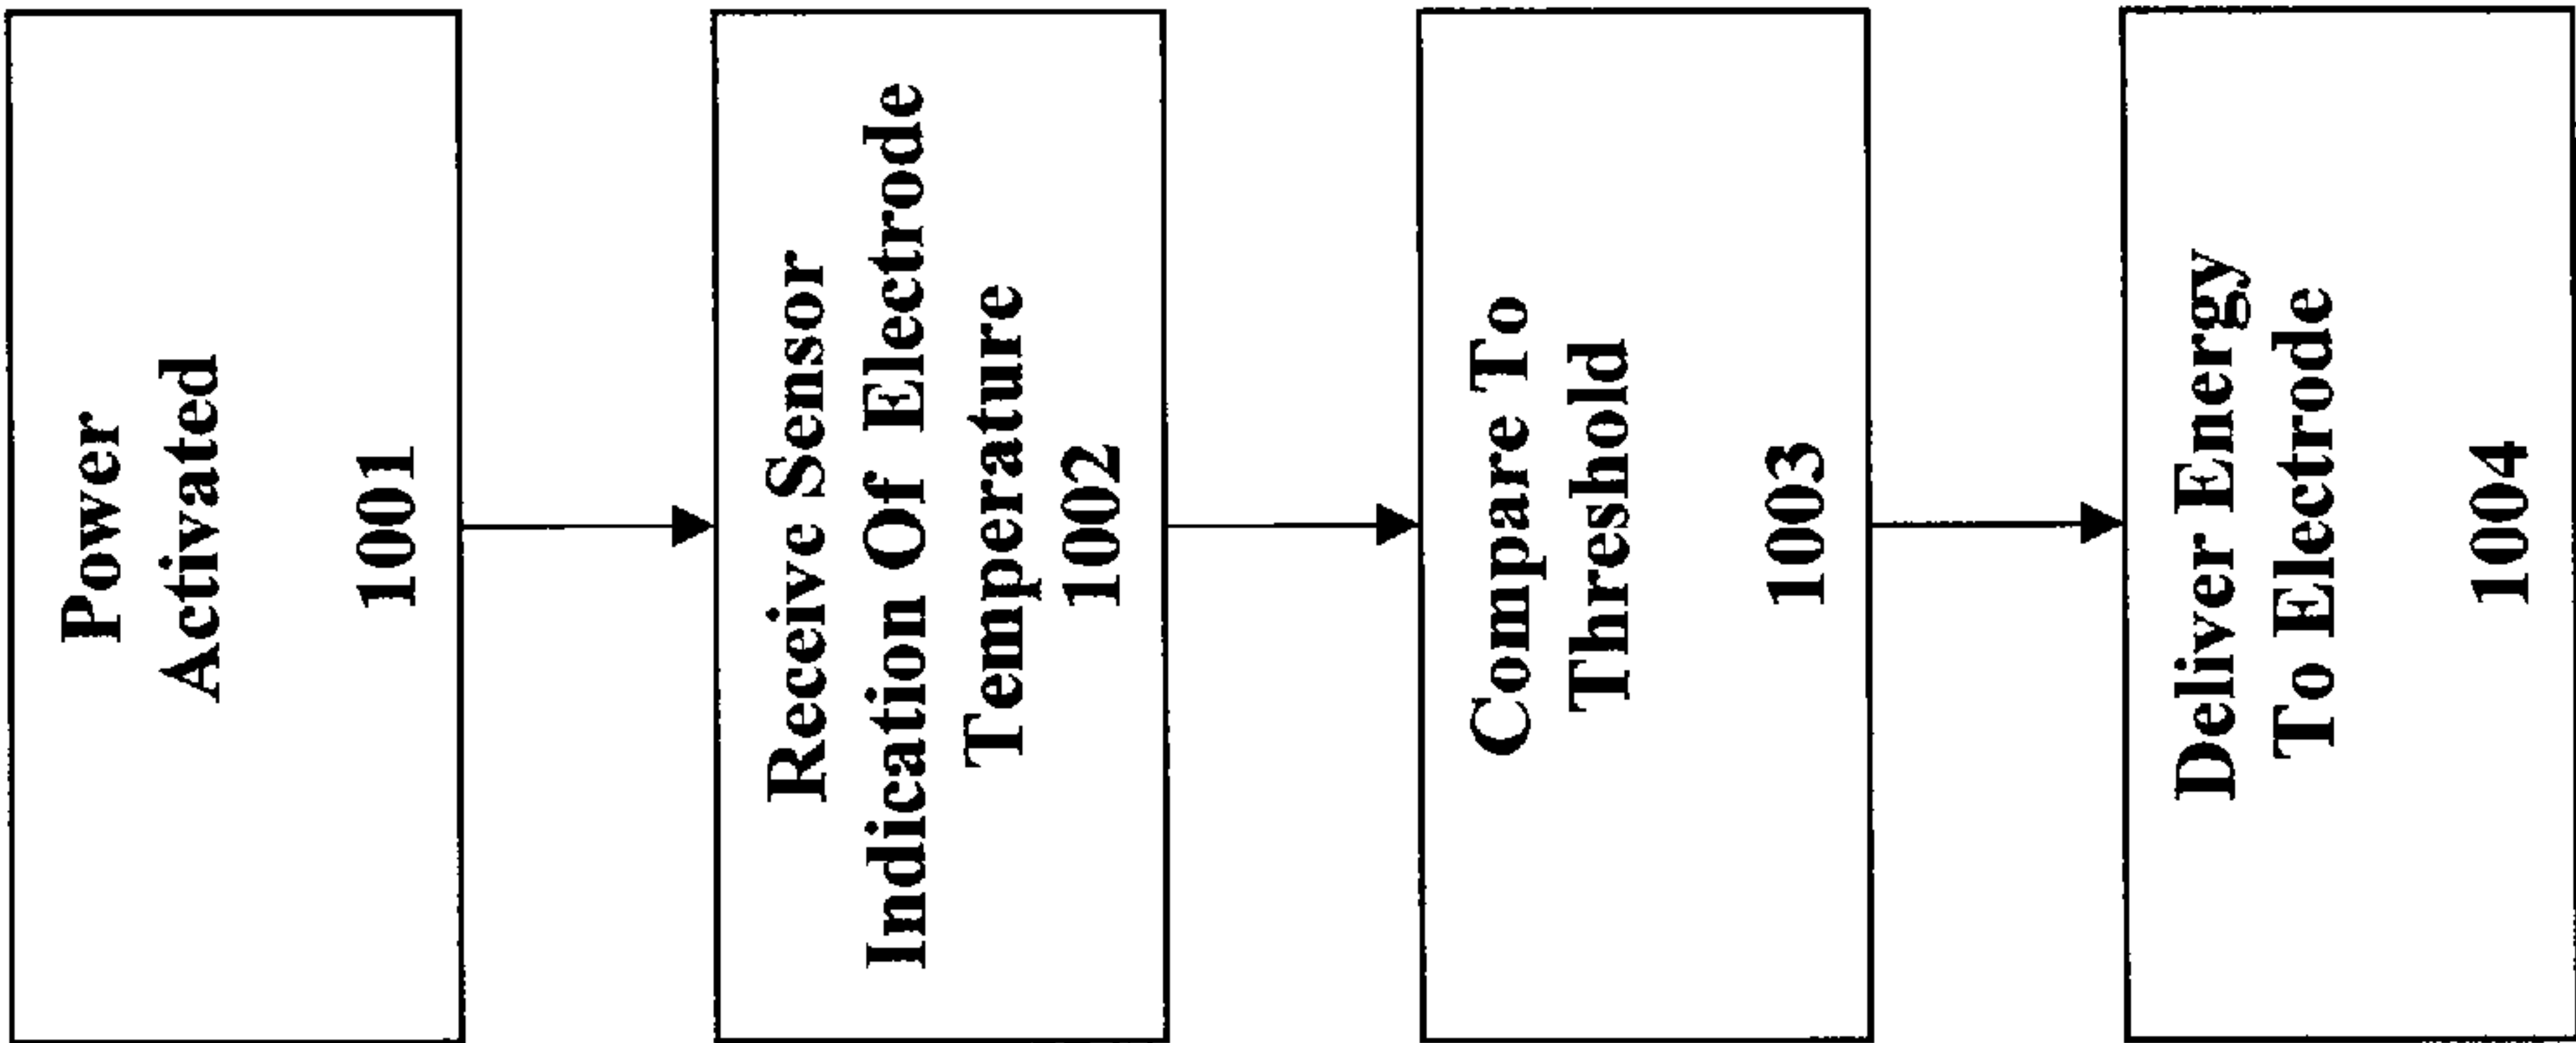 Power
Activated
1001
Receive Sensor
Indication Of Electrode
Temperature
1002
Compare To
Threshold
1003
Deliver Energy
To Electrode
1004